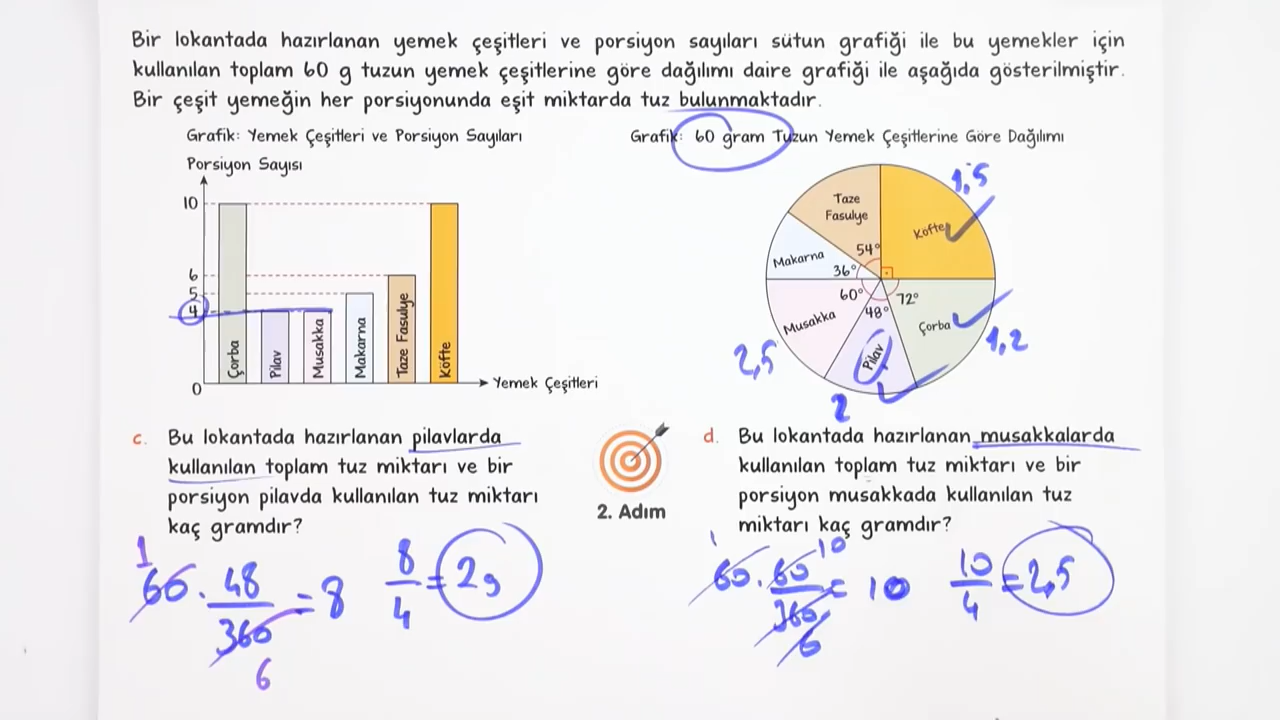 Bir lokantada hazırlanan yemek çeşitleri ve porsiyon sayıları sütun grafiği ile bu yemekler için
kullanılan toplam 60 g tuzun yemek çeşitlerine göre dağılımı daire grafiği ile aşağıda gösterilmiştir.
Bir çeşit yemeğin her porsiyonunda eşit miktarda tuz bulunmaktadır.
Grafik: Yemek Çeşitleri ve Porsiyon Sayıları
Porsiyon Sayısı
10
6
5
4
0
Çorba
Pilav
Musakka
Makarna
Taze Fasulye
Köfte
Yemek Çeşitleri
Grafik: 60 gram Tuzun Yemek Çeşitlerine Göre Dağılımı
Taze
Fasulye
54°
Köfte
1,5
Makarna
36°
60°
72°
48°
Musakka
Pilav
Çorba
2,5
2
1,2
c. Bu lokantada hazırlanan pilavlarda
kullanılan toplam tuz miktarı ve bir
porsiyon pilavda kullanılan tuz miktarı
kaç gramdır?
1
60 . 48
360
= 8
6
8
4
= 2g
2. Adım
d. Bu lokantada hazırlanan musakkalarda
kullanılan toplam tuz miktarı ve bir
porsiyon musakkada kullanılan tuz
miktarı kaç gramdır?
1
10
60 . 60
360
= 10
6
10
4
= 2,5